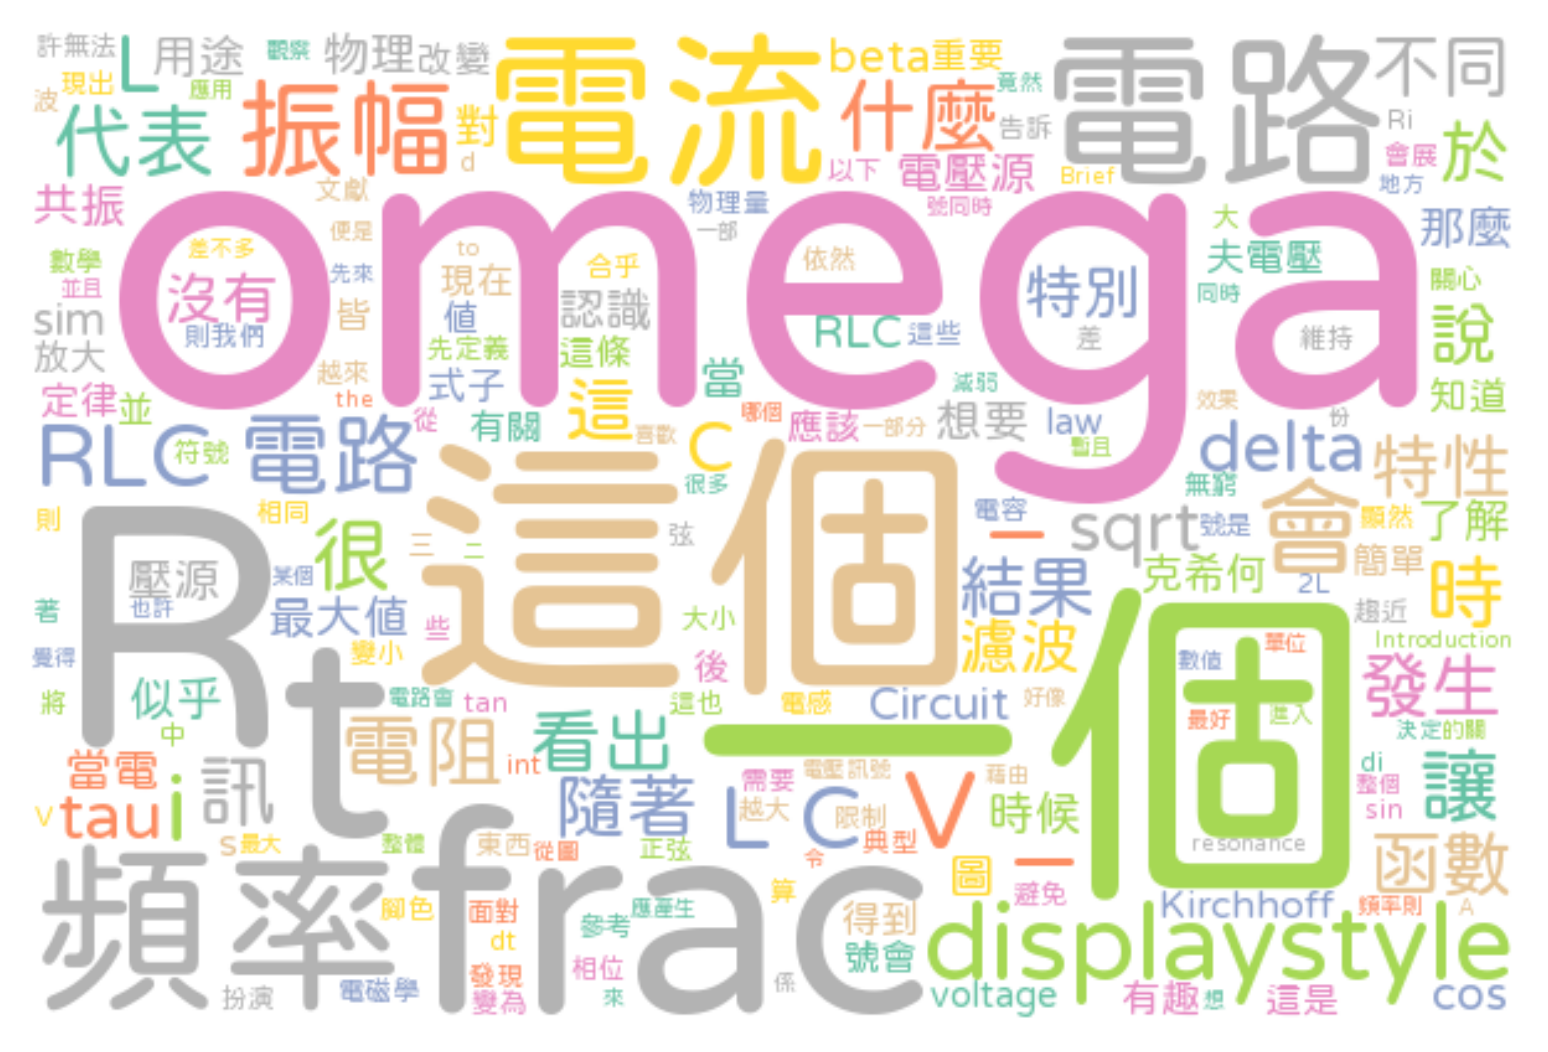 許無法 L 用途 觀察 物理 改變 電流 beta 重要 電路 不同
現出 應用 竟然
波 代表 振幅 對 什麼 告訴 Ri 於
d 以下 電壓源 Brief 會展
共振 文獻 物理量 號同時 地方
便是 一部 大 那麼
omega
差不多 to 依然 夫電壓
數學 沒有 先來 現在 合乎 特別 關心
並且 同時
sim 則我們 皆 值 認識 RLC 這些 差 維持 說
放大 先定義 這條
越來 式子 當 減弱 知道
定律 並 the 這 哪個 效果
從 有關 喜歡 C 應該 一部分 想要 law 份
RLC 電路 符號 暫且 delta 特性
這個 很多 無窮
則 相同 很 三 二 弦 電容 一 sqrt 號是 會 顯然 了解
R 壓源 某個 結果 克希何 簡單 時
著 也許 最大值 些 大小 2L 趨近
覺得 變小 後 濾波 一個 數值 單位 Introduction
將 似乎 t 電路會 tan 這也 電感 Circuit 好像 最好 進入 發生
中 電阻 看出 決定的關
當電 int 需要 電壓訊號 藉由 di
V tau i 訊 隨著 越大 LC 限制 V 時候 整個 讓
sin
s 最大 整體 東西 從圖 正弦 令 典型 一 resonance
頻率 frac 腳色 面對 應產生 算 圖 避免 Kirchhoff 頻率則 函數 A
dt 參考 得到 displaystyle
發現 相位 號會
扮演 電磁學 變為 來 係 voltage 有趣 想 這是 cos